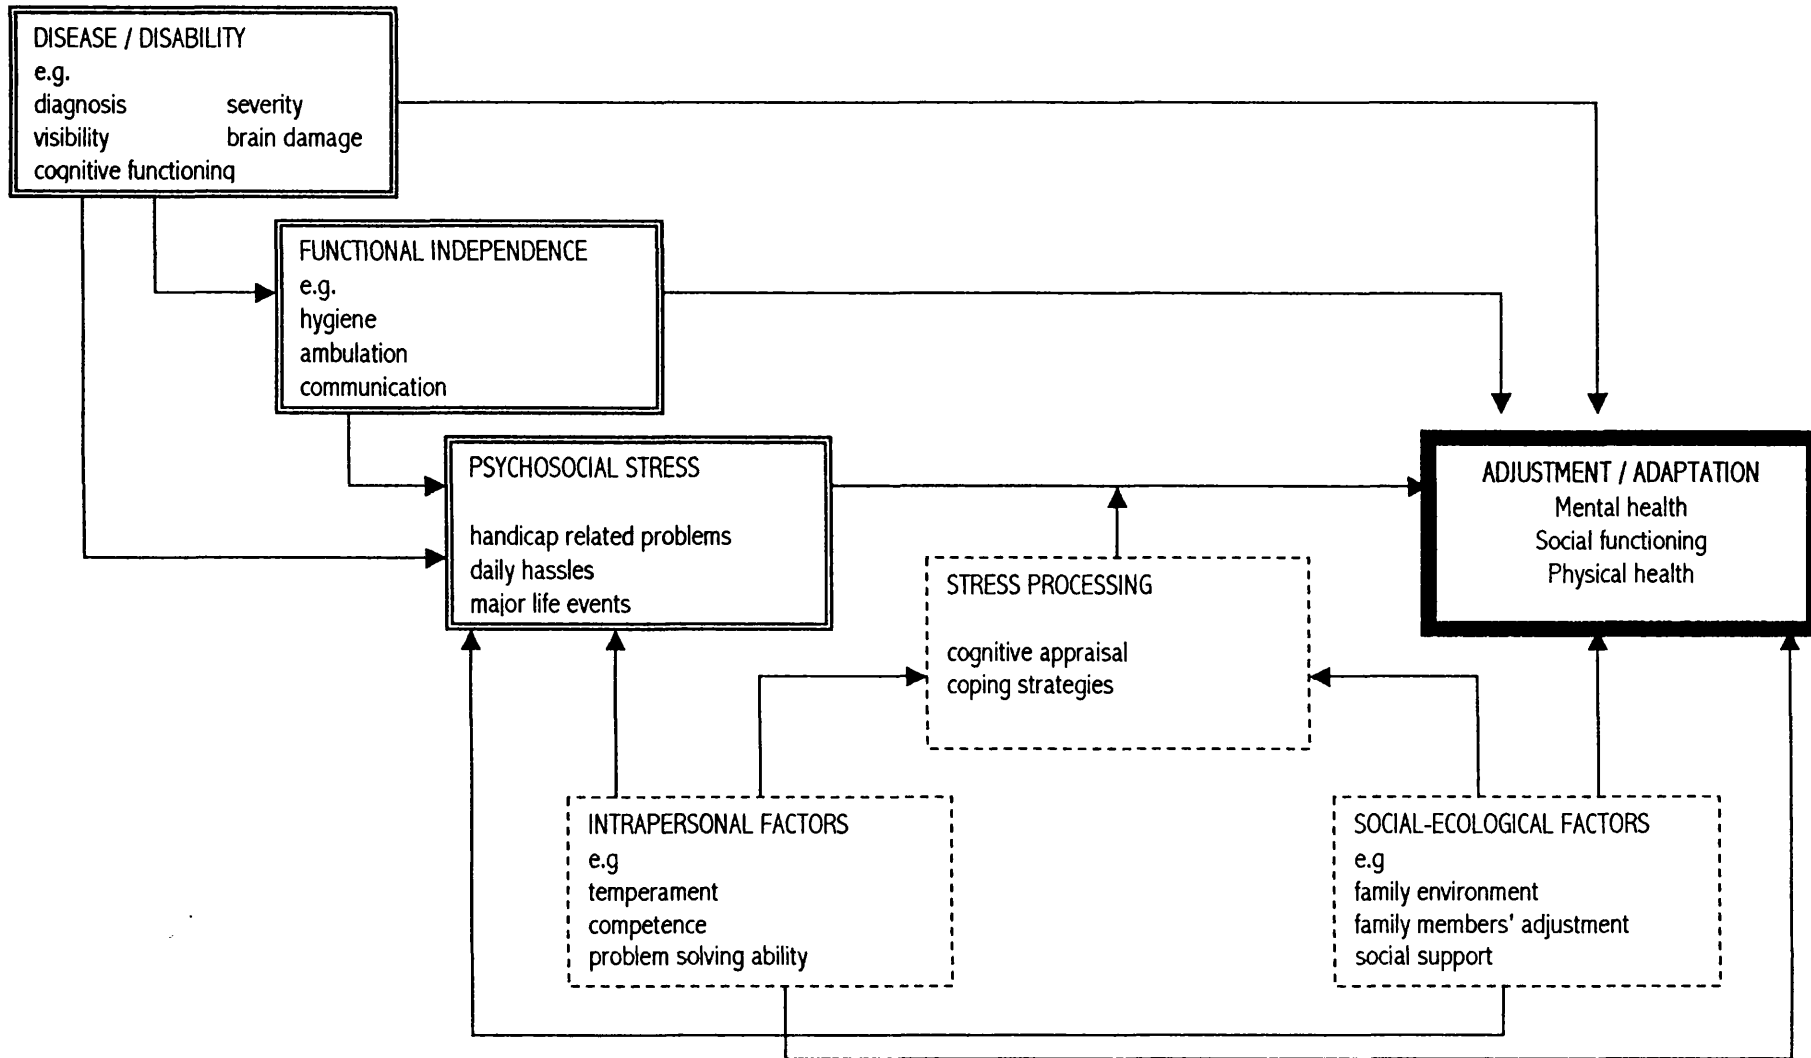 DISEASE / DISABILITY
e.g.
diagnosis severity
visibility brain damage
cognitive functioning
FUNCTIONAL INDEPENDENCE
e.g.
hygiene
ambulation
communication
PSYCHOSOCIAL STRESS
handicap related problems
daily hassles
major life events
ADJUSTMENT / ADAPTATION
Mental health
Social functioning
Physical health
STRESS PROCESSING
cognitive appraisal
coping strategies
INTRAPERSONAL FACTORS
e.g
temperament
competence
problem solving ability
SOCIAL-ECOLOGICAL FACTORS
e.g
family environment
family members' adjustment
social support